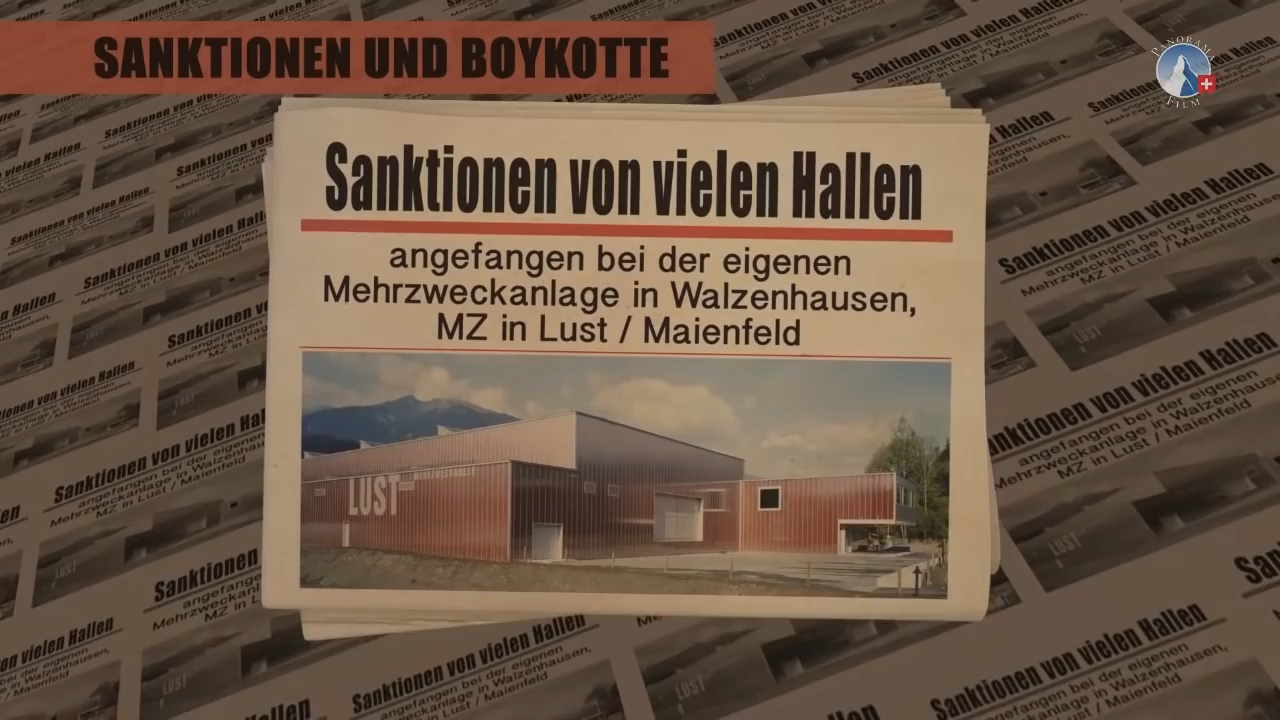 SANKTIONEN UND BOYKOTTE
PANORAMA
FILM
Sanktionen von vielen Hallen
angefangen bei der eigenen
Mehrzweckanlage in Walzenhausen,
MZ in Lust / Maienfeld
LUST